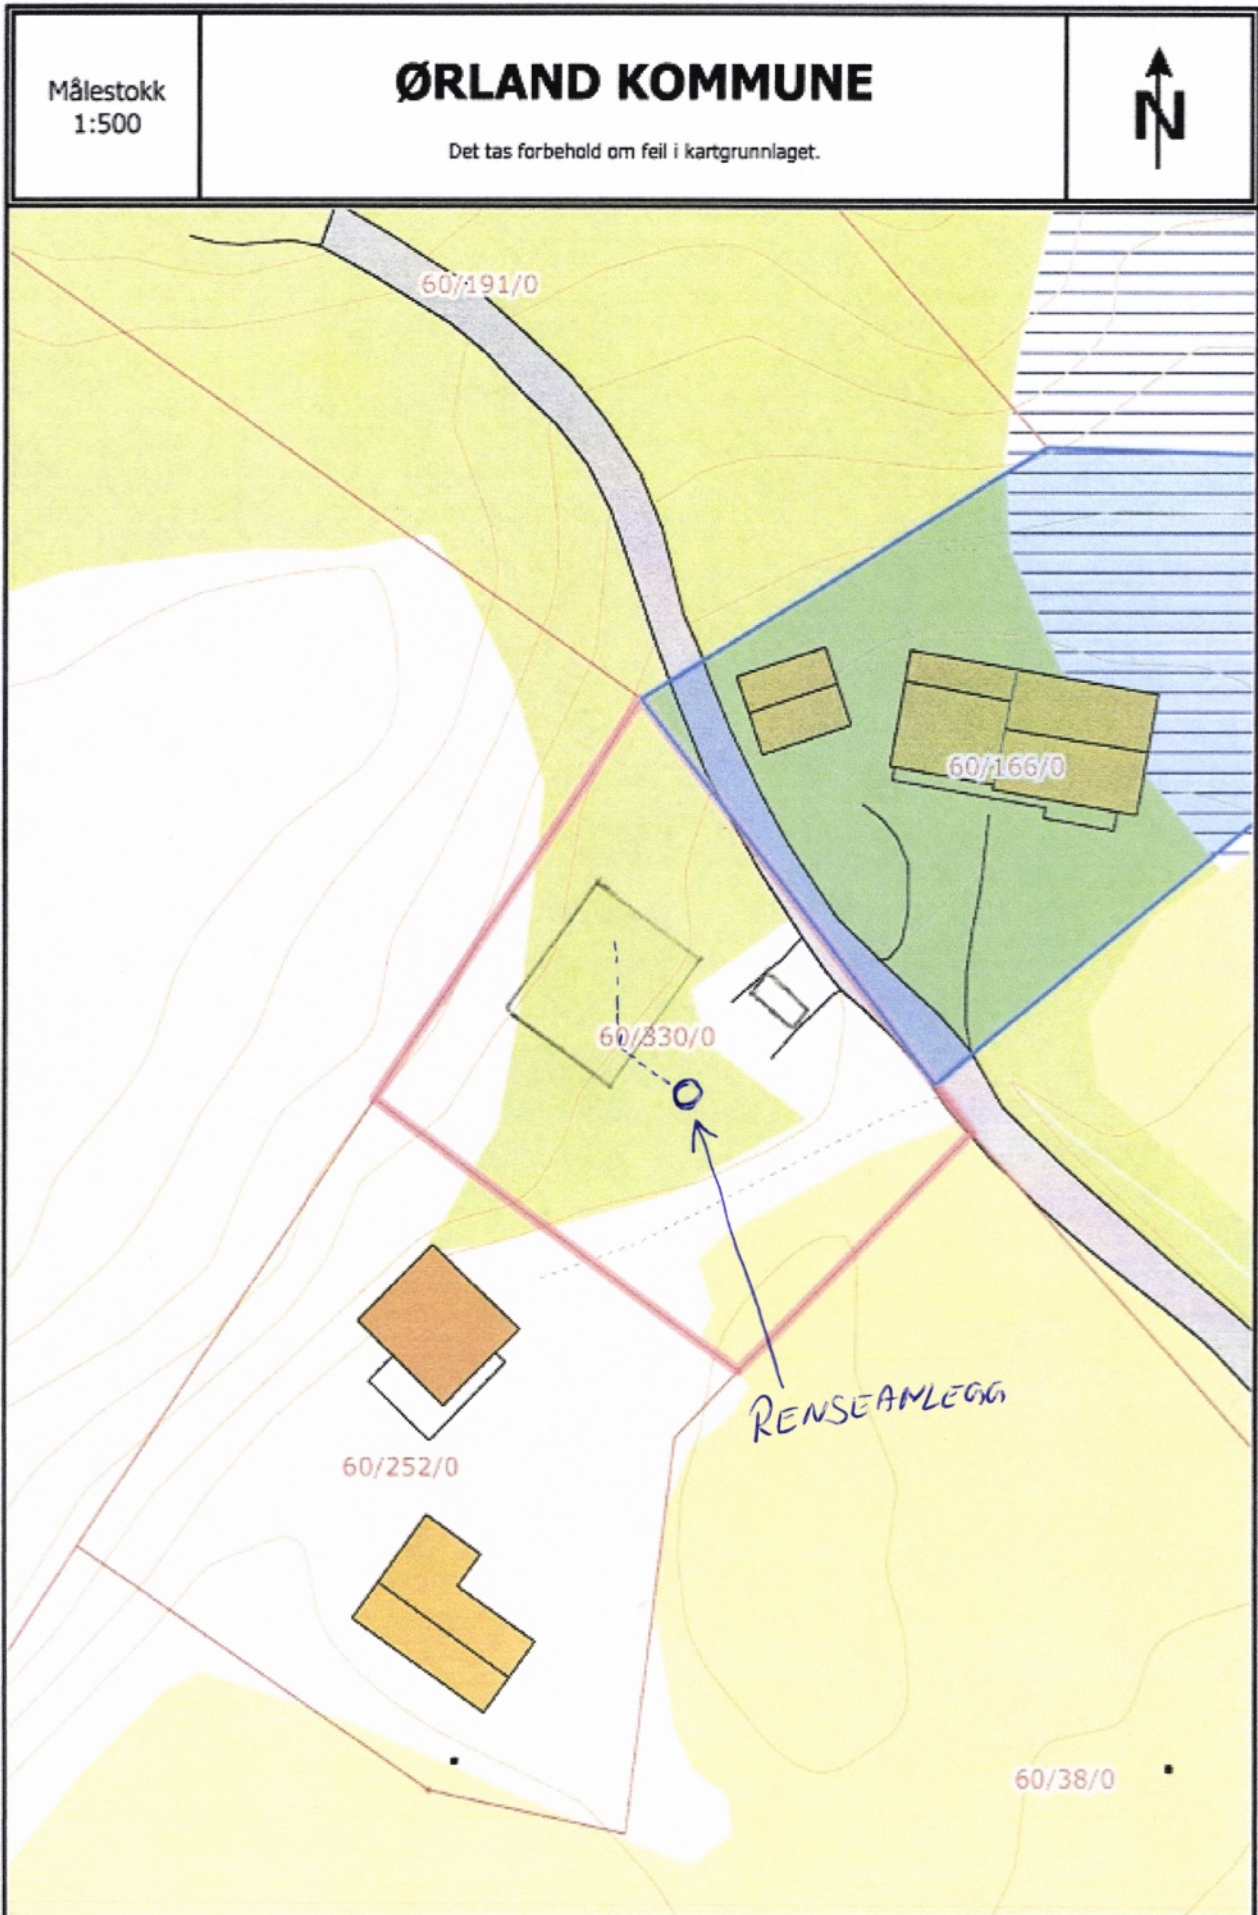 Målestokk
1:500
ØRLAND KOMMUNE
Det tas forbehold om feil i kartgrunnlaget.
N
60/191/0
60/166/0
60/330/0
RENSEANLEGG
60/252/0
60/38/0